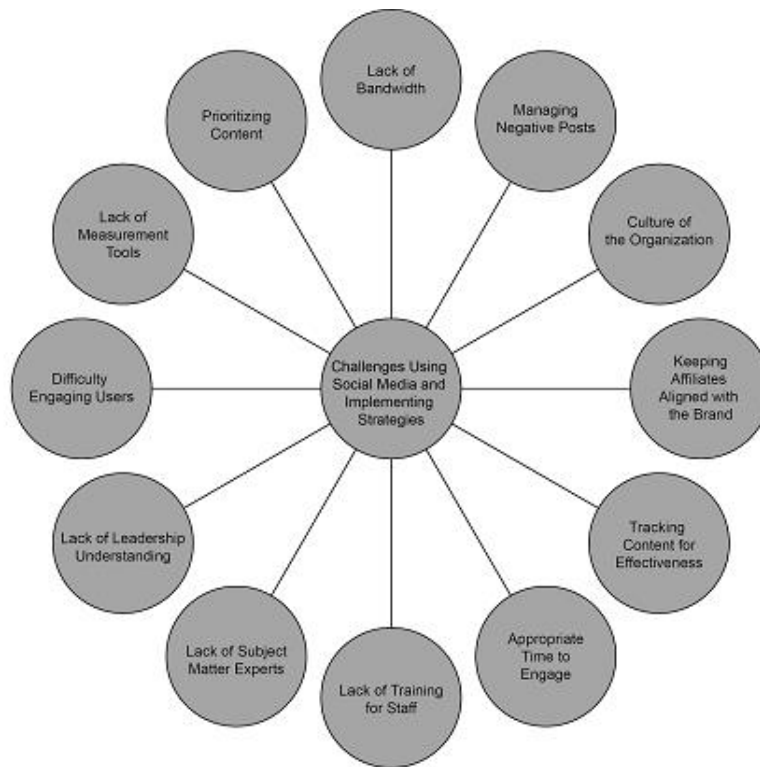 Lack of
Bandwidth
Managing
Negative Posts
Culture of
the Organization
Keeping
Affiliates
Aligned with
the Brand
Tracking
Content for
Effectiveness
Appropriate
Time to
Engage
Lack of Training
for Staff
Lack of Subject
Matter Experts
Lack of Leadership
Understanding
Difficulty
Engaging Users
Lack of
Measurement
Tools
Prioritizing
Content
Challenges Using
Social Media and
Implementing
Strategies